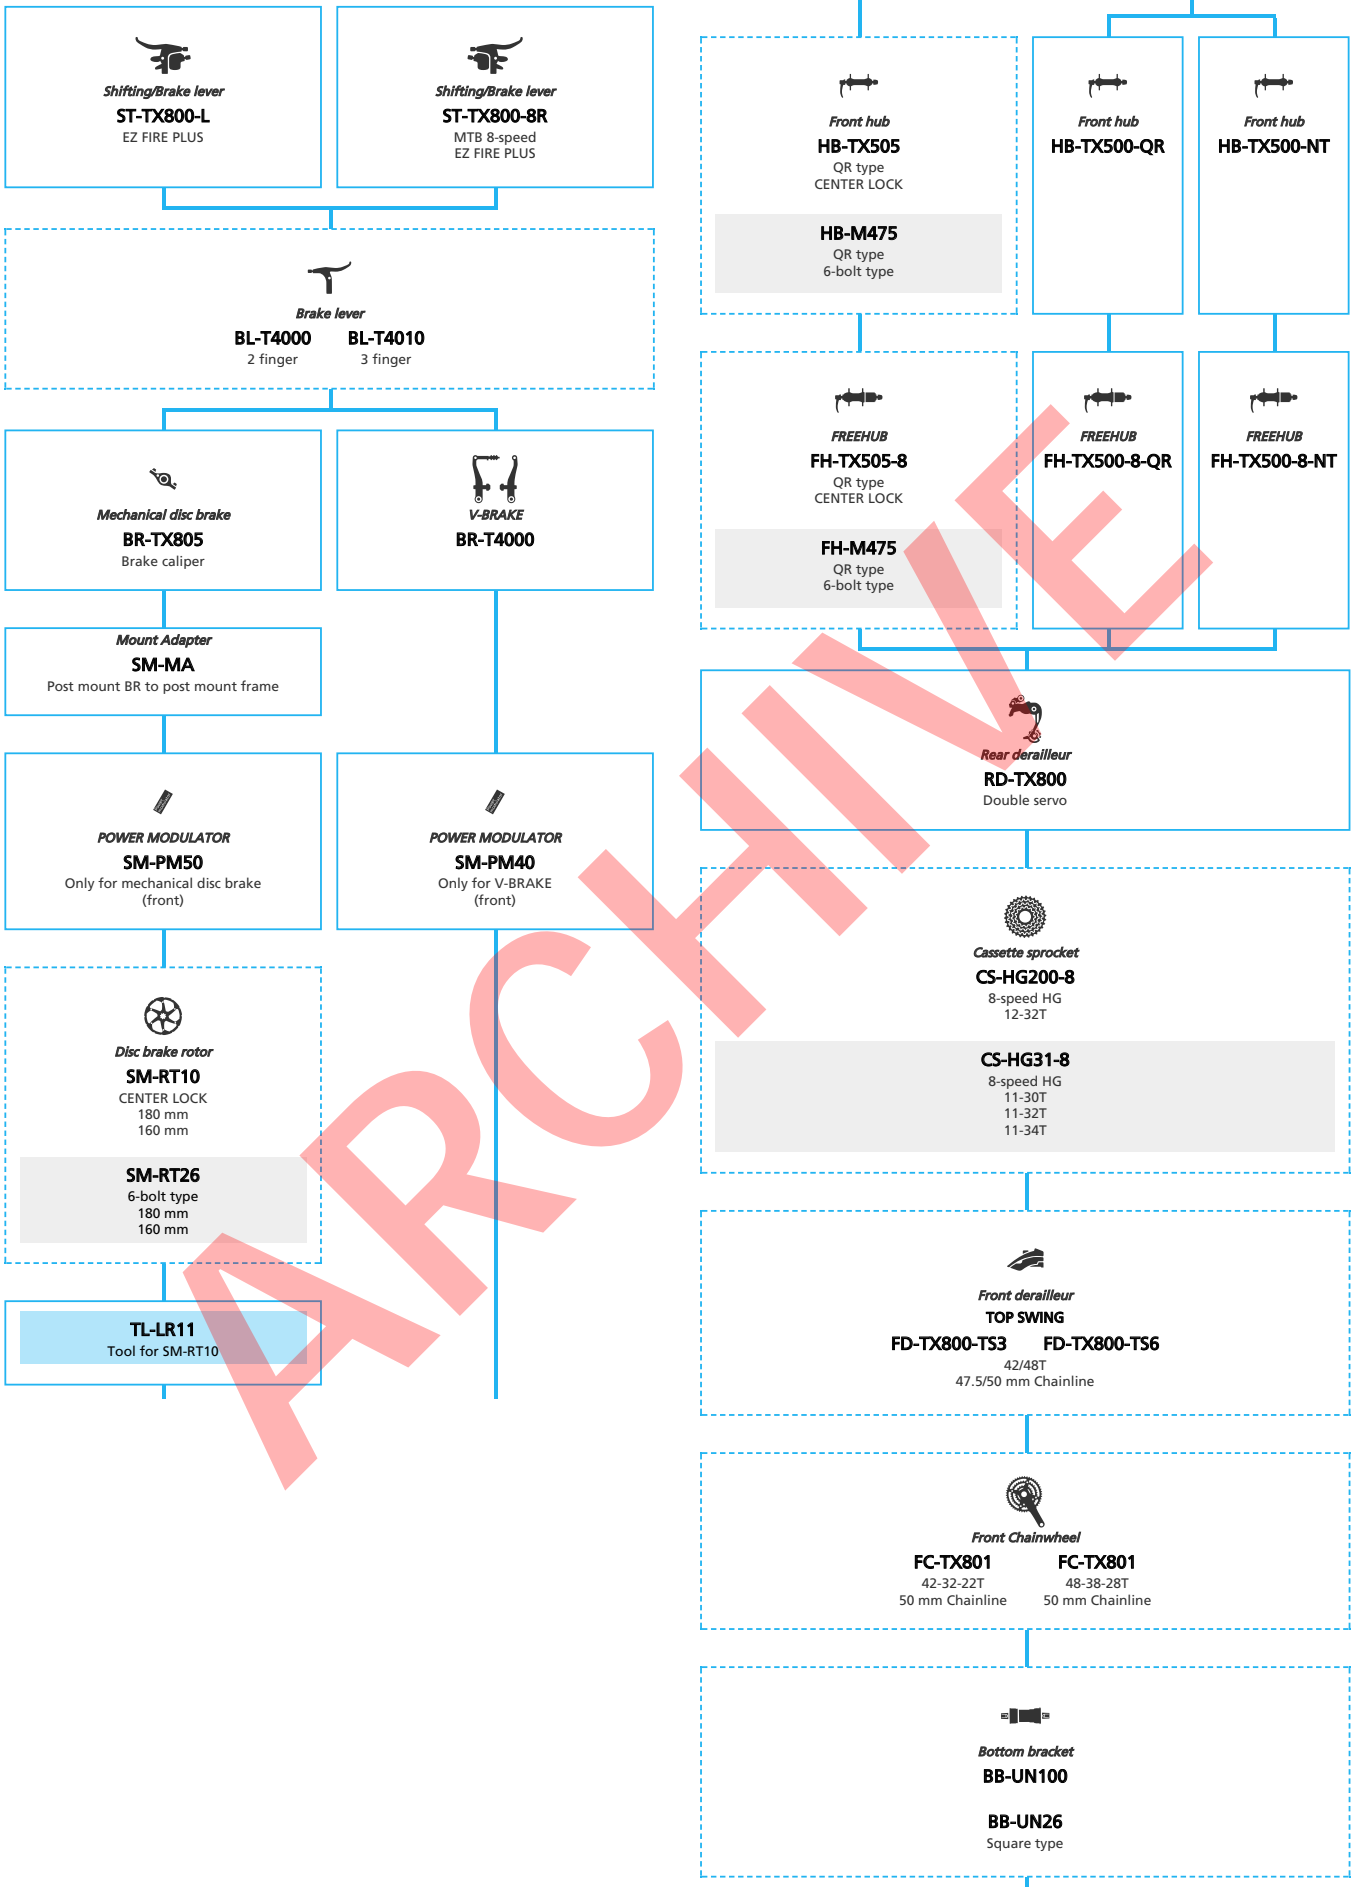 Shifting/Brake lever
ST-TX800-L
EZ FIRE PLUS
Shifting/Brake lever
ST-TX800-8R
MTB 8-speed
EZ FIRE PLUS
Brake lever
BL-T4000 BL-T4010
2 finger 3 finger
Mechanical disc brake
BR-TX805
Brake caliper
V-BRAKE
BR-T4000
Mount Adapter
SM-MA
Post mount BR to post mount frame
POWER MODULATOR
SM-PM50
Only for mechanical disc brake
(front)
POWER MODULATOR
SM-PM40
Only for V-BRAKE
(front)
Disc brake rotor
SM-RT10
CENTER LOCK
180 mm
160 mm
SM-RT26
6-bolt type
180 mm
160 mm
TL-LR11
Tool for SM-RT10
Front hub
HB-TX505
QR type
CENTER LOCK
HB-M475
QR type
6-bolt type
Front hub
HB-TX500-QR
Front hub
HB-TX500-NT
FREEHUB
FH-TX505-8
QR type
CENTER LOCK
FH-M475
QR type
6-bolt type
FREEHUB
FH-TX500-8-QR
FREEHUB
FH-TX500-8-NT
Rear derailleur
RD-TX800
Double servo
Cassette sprocket
CS-HG200-8
8-speed HG
12-32T
CS-HG31-8
8-speed HG
11-30T
11-32T
11-34T
Front derailleur
TOP SWING
FD-TX800-TS3 FD-TX800-TS6
42/48T
47.5/50 mm Chainline
Front Chainwheel
FC-TX801 FC-TX801
42-32-22T 48-38-28T
50 mm Chainline 50 mm Chainline
Bottom bracket
BB-UN100
BB-UN26
Square type
ARCHIVE